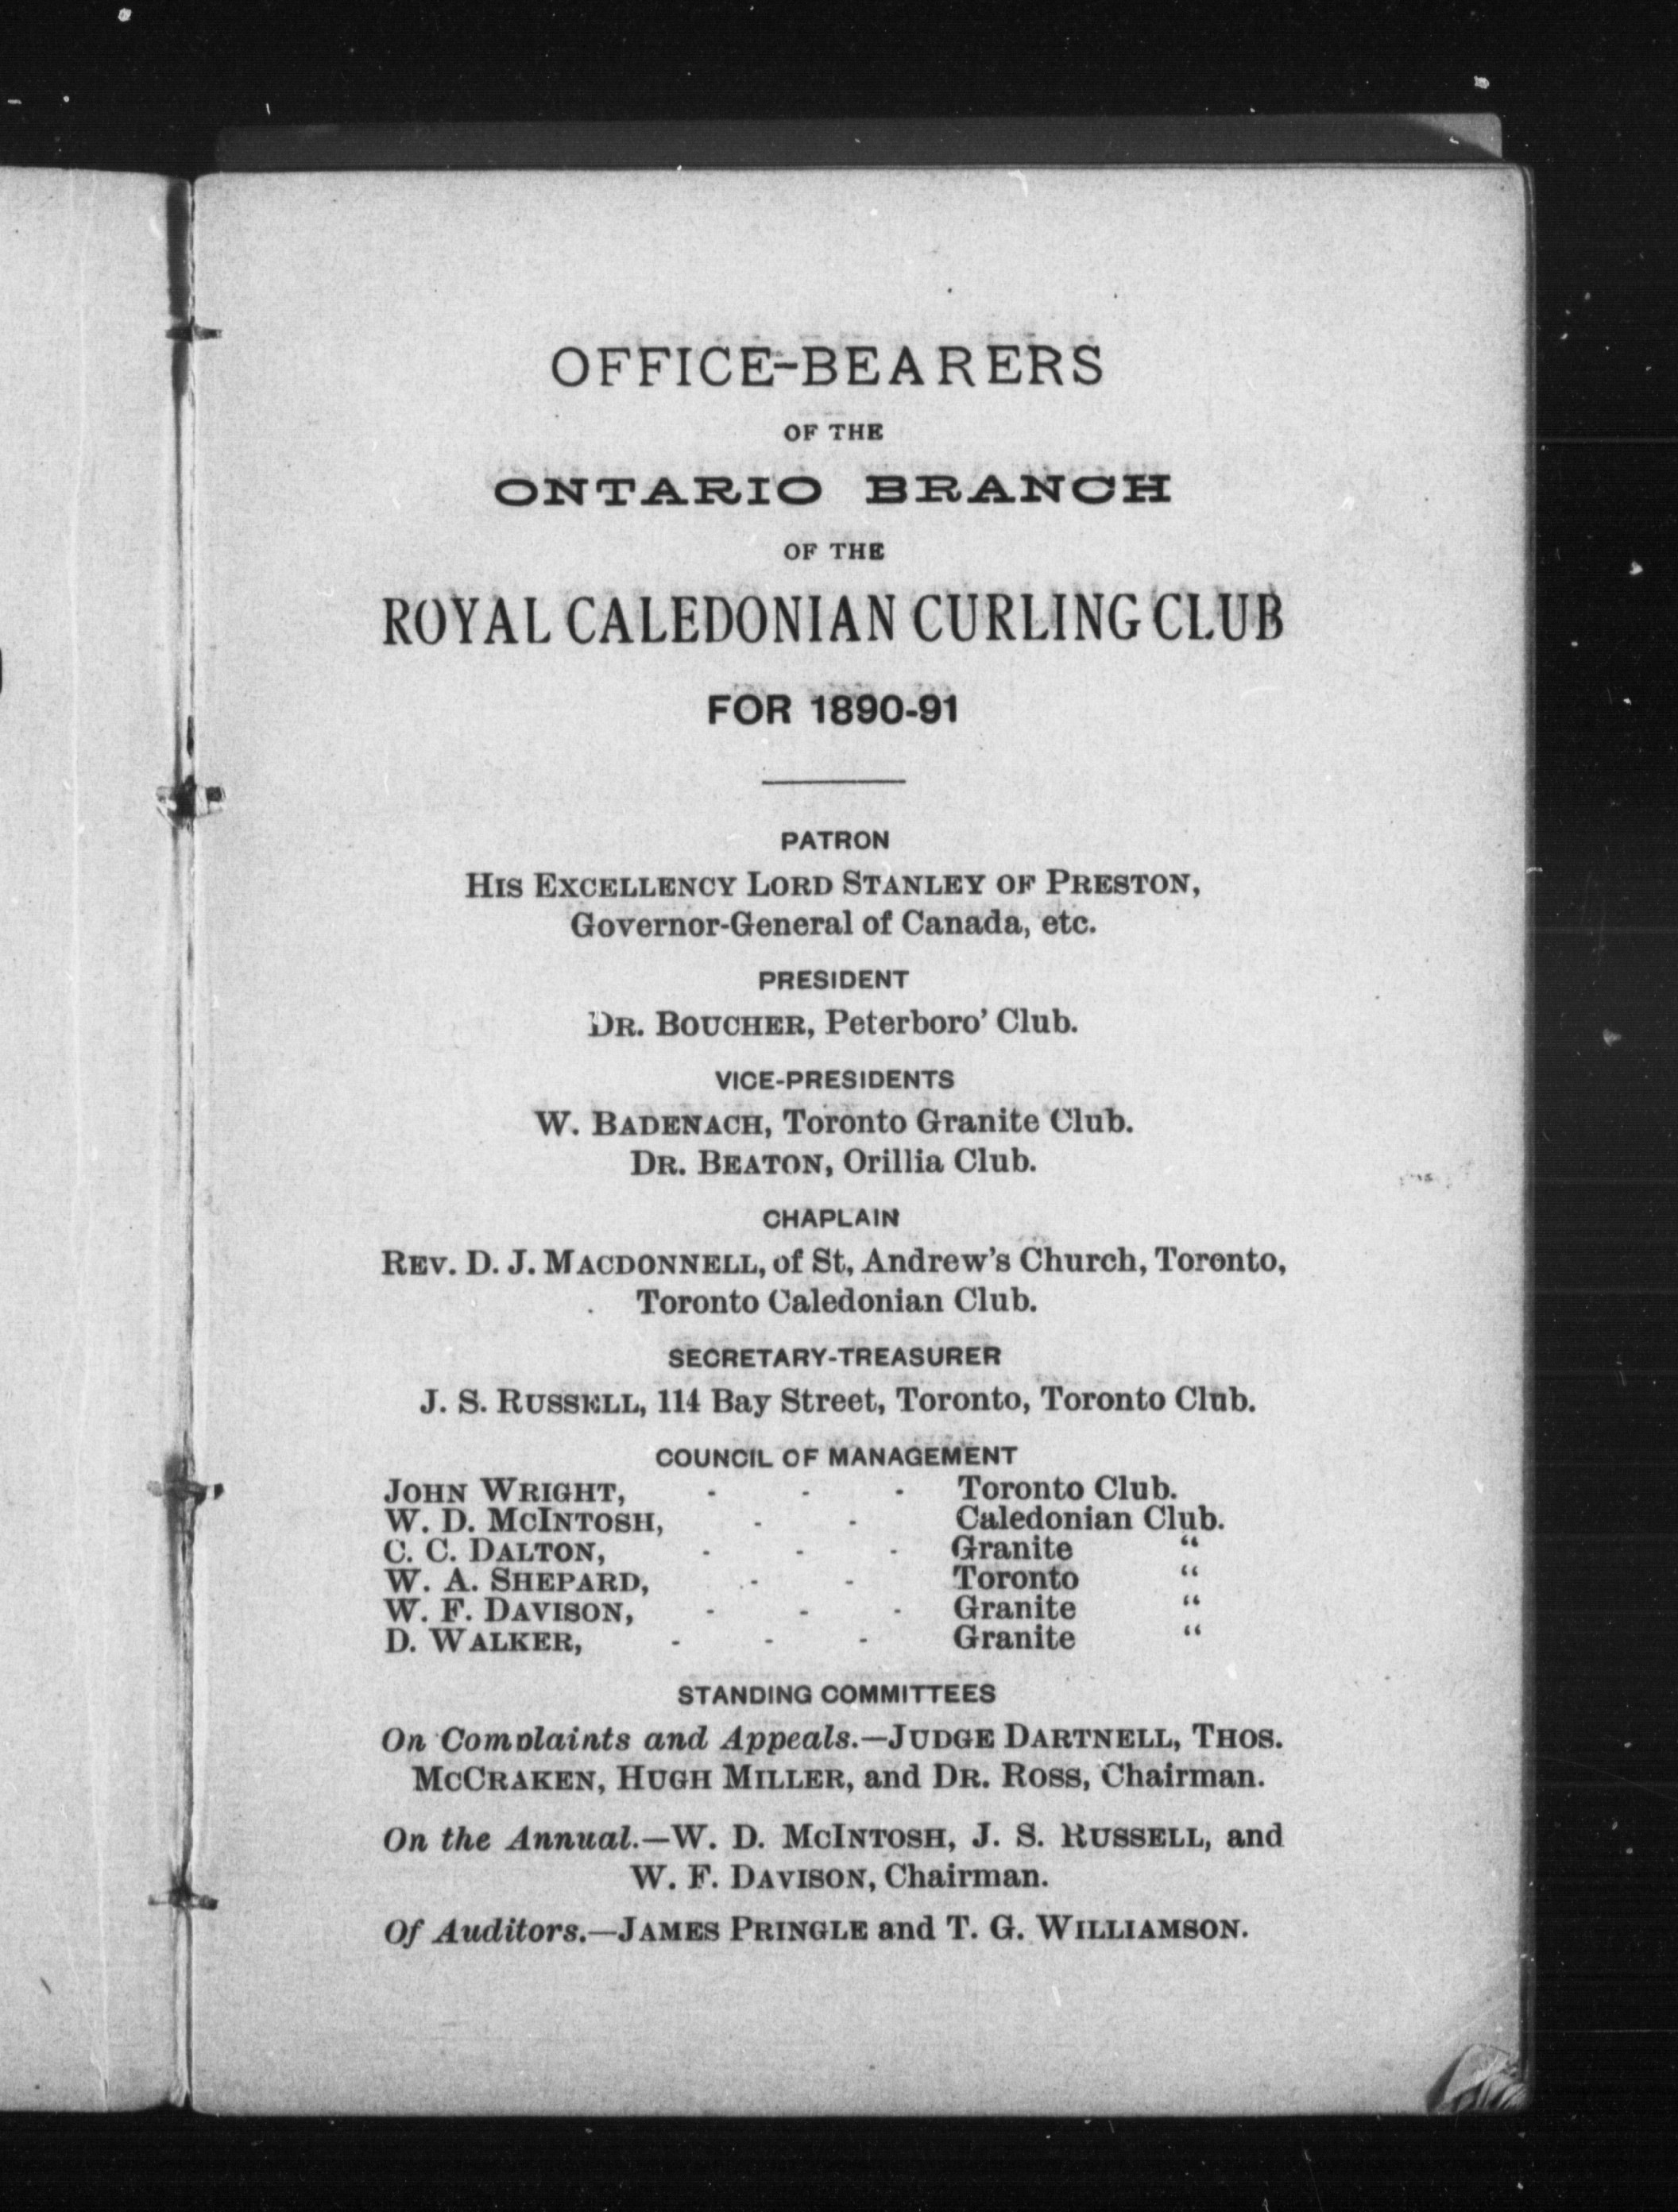 OFFICE-BEARERS
OF THE
ONTARIO BRANCH
OF THE
ROYAL CALEDONIAN CURLING CLUB
FOR 1890-91
PATRON
HIS EXCELLENCY LORD STANLEY OF PRESTON,
Governor-General of Canada, etc.
PRESIDENT
DR. BOUCHER, Peterboro' Club.
VICE-PRESIDENTS
W. BADENACH, Toronto Granite Club.
DR. BEATON, Orillia Club.
CHAPLAIN
REV. D. J. MACDONNELL, of St, Andrew's Church, Toronto,
Toronto Caledonian Club.
SECRETARY-TREASURER
J. S. RUSSELL, 114 Bay Street, Toronto, Toronto Club.
COUNCIL OF MANAGEMENT
JOHN WRIGHT, - - - Toronto Club.
W. D. MCINTOSH, - - Caledonian Club.
C. C. DALTON, - - - Granite “
W. A. SHEPARD, - - Toronto “
W. F. DAVISON, - - - Granite “
D. WALKER, - - - Granite “
STANDING COMMITTEES
On Complaints and Appeals.—JUDGE DARTNELL, THOS.
MCCRAKEN, HUGH MILLER, and DR. ROSS, Chairman.
On the Annual.—W. D. MCINTOSH, J. S. RUSSELL, and
W. F. DAVISON, Chairman.
Of Auditors.—JAMES PRINGLE and T. G. WILLIAMSON.